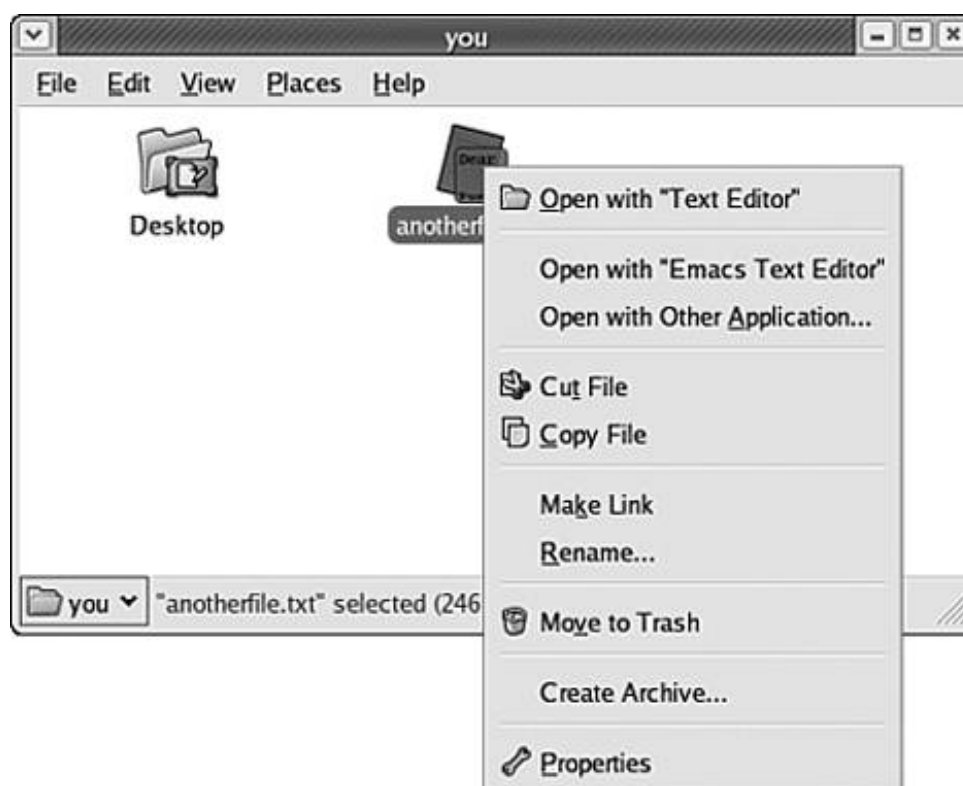 you
File Edit View Places Help
Desktop
Open with "Text Editor"
Open with "Emacs Text Editor"
Open with Other Application...
Cut File
Copy File
Make Link
Rename...
Move to Trash
Create Archive...
Properties
you "anotherfile.txt" selected (246